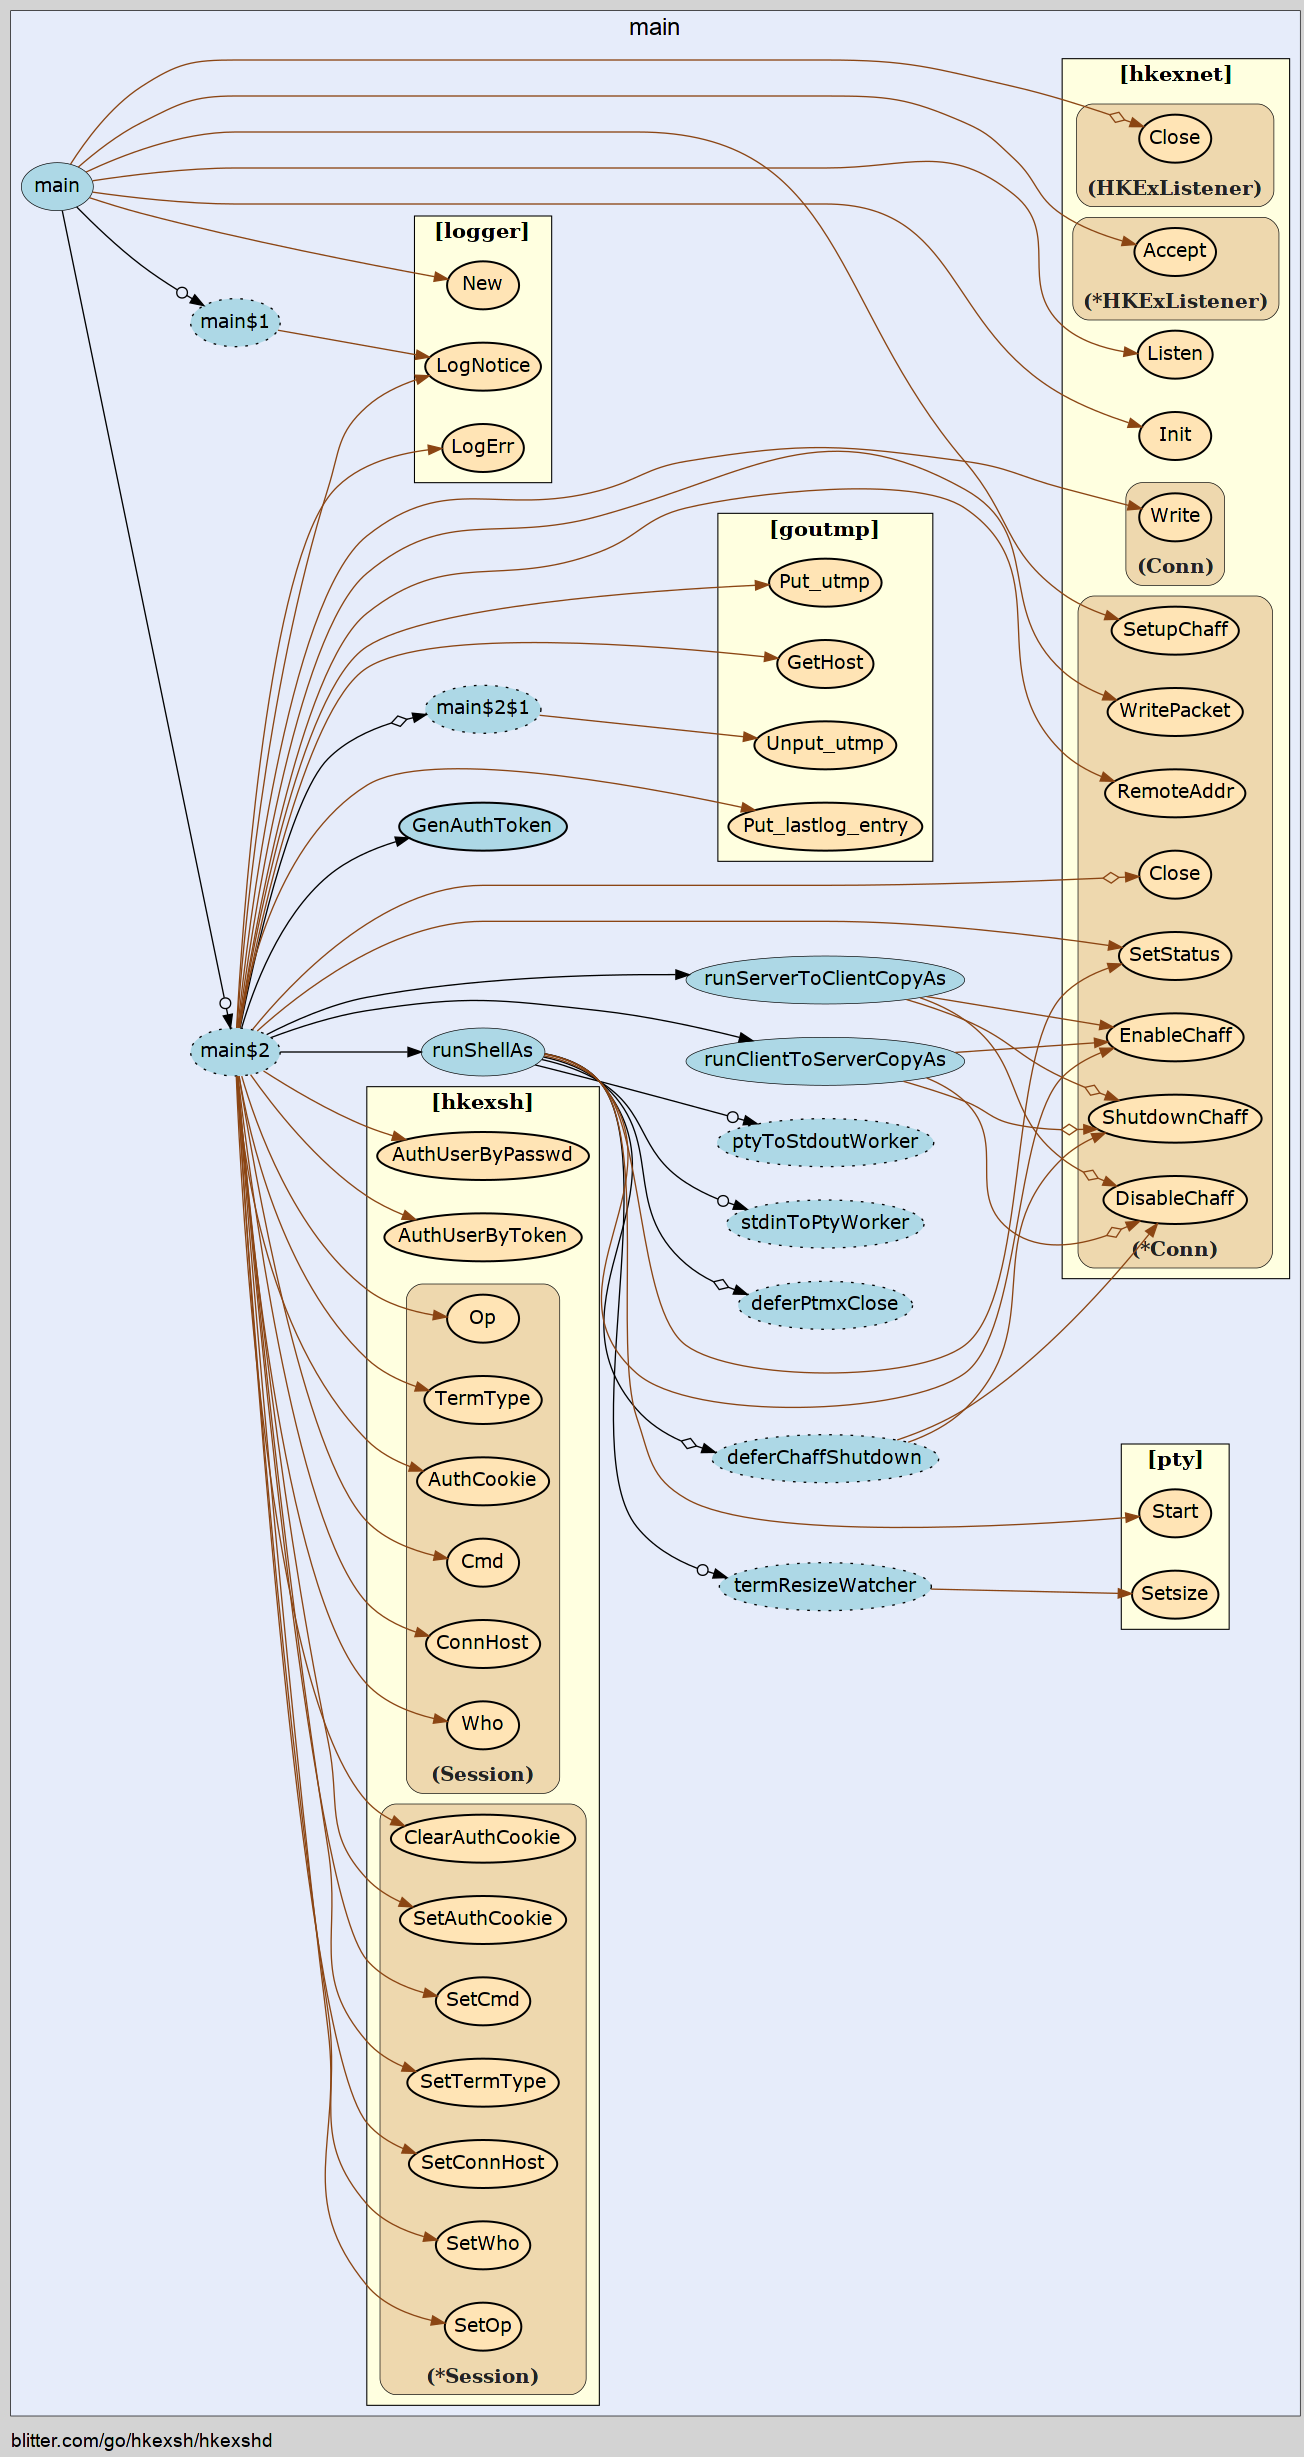 main
main
main$1
main$2
[logger]
New
LogNotice
LogErr
main$2$1
GenAuthToken
runShellAs
[hkexsh]
AuthUserByPasswd
AuthUserByToken
Op
TermType
AuthCookie
Cmd
ConnHost
Who
(Session)
ClearAuthCookie
SetAuthCookie
SetCmd
SetTermType
SetConnHost
SetWho
SetOp
(*Session)
[goutmp]
Put_utmp
GetHost
Unput_utmp
Put_lastlog_entry
runServerToClientCopyAs
runClientToServerCopyAs
ptyToStdoutWorker
stdinToPtyWorker
deferPtmxClose
deferChaffShutdown
termResizeWatcher
[hkexnet]
Close
(HKExListener)
Accept
(*HKExListener)
Listen
Init
Write
(Conn)
SetupChaff
WritePacket
RemoteAddr
Close
SetStatus
EnableChaff
ShutdownChaff
DisableChaff
(*Conn)
[pty]
Start
Setsize
blitter.com/go/hkexsh/hkexshd